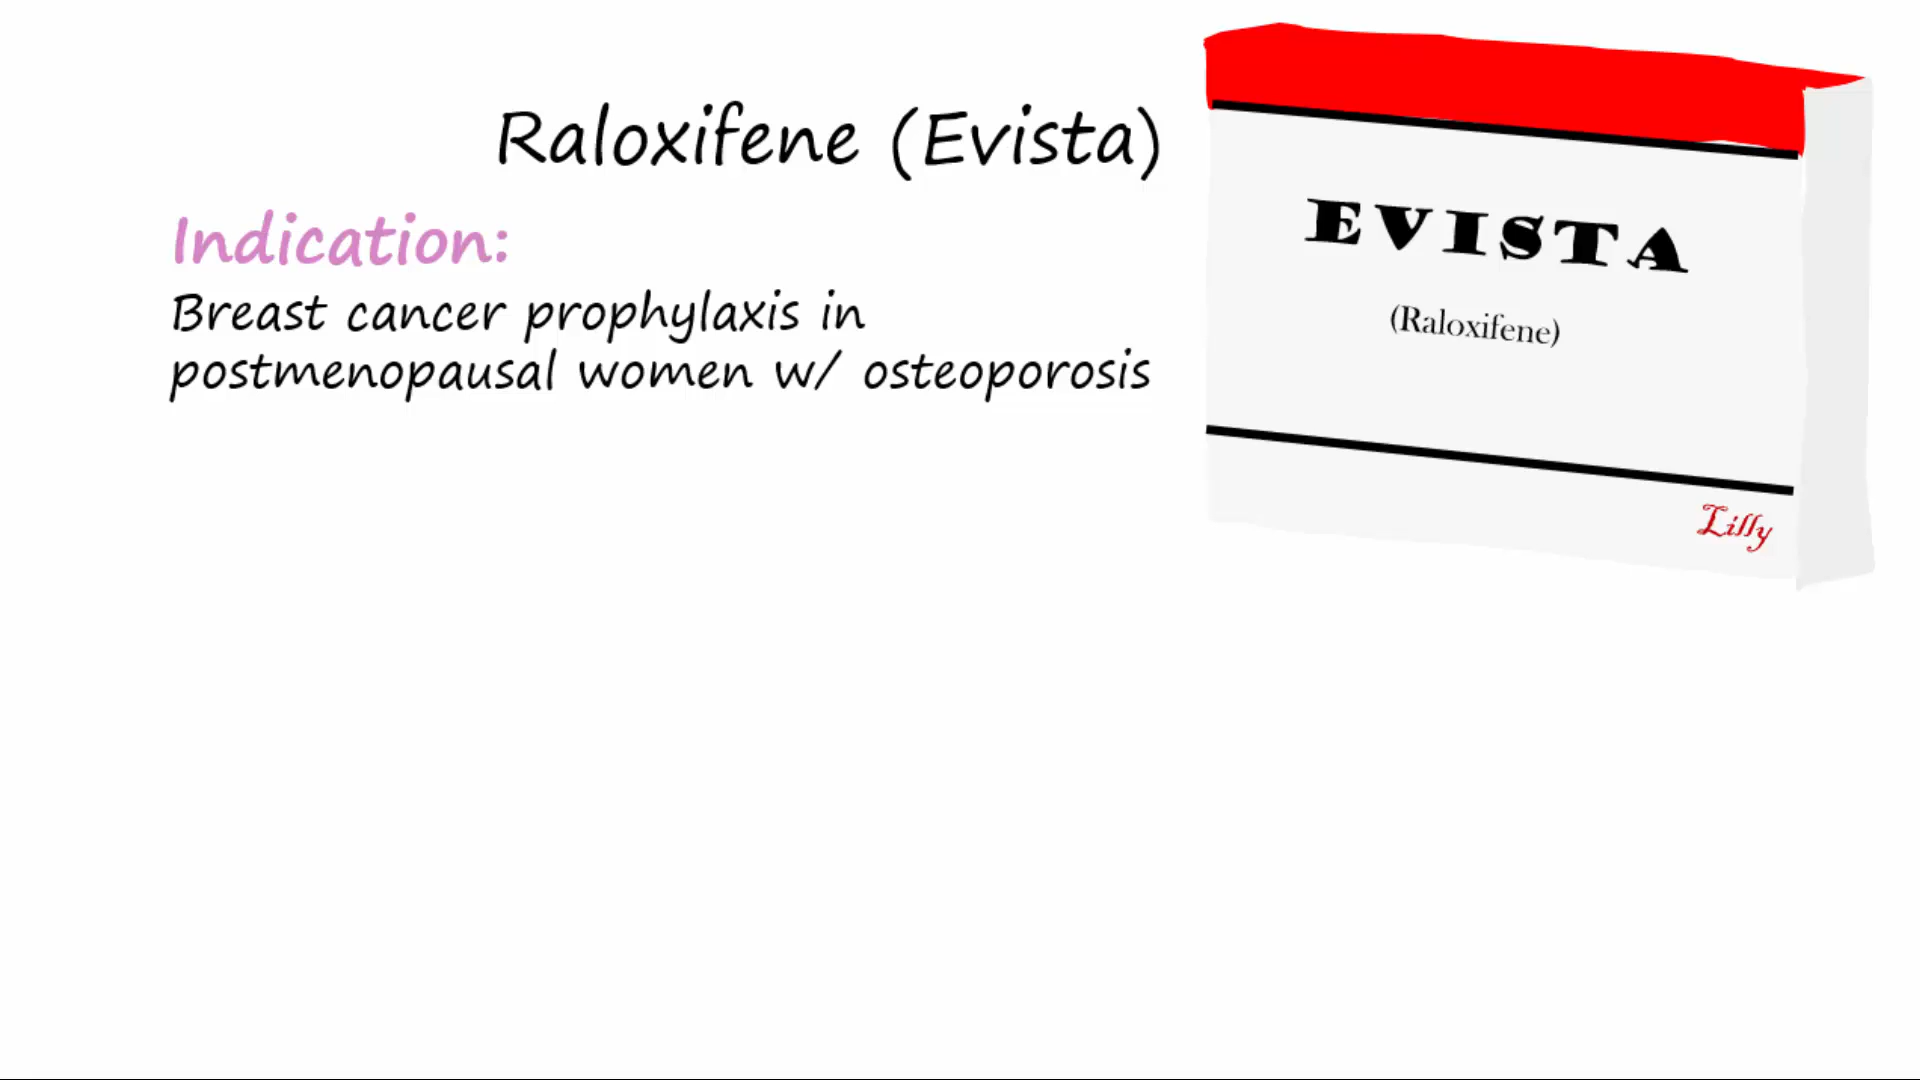 Raloxifene (Evista)
Indication:
Breast cancer prophylaxis in
postmenopausal women w/ osteoporosis
EVISTA
(Raloxifene)
Lilly